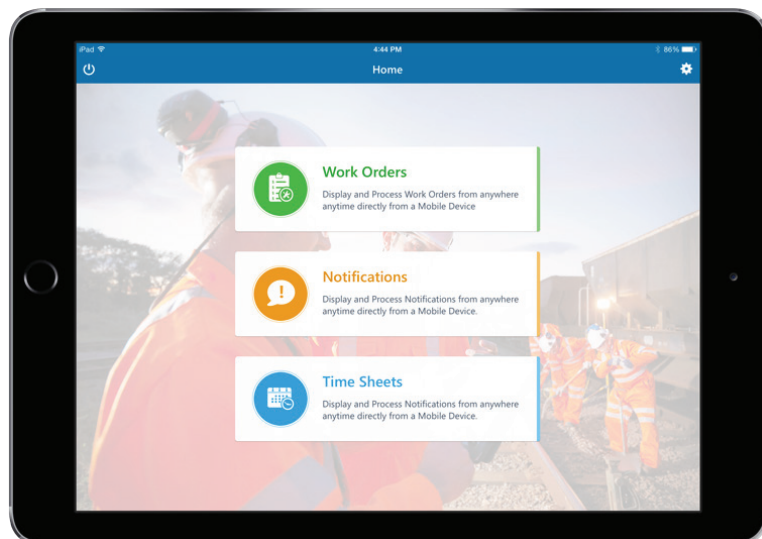 iPad 4:44 PM 86%
Home
Work Orders
Display and Process Work Orders from anywhere
anytime directly from a Mobile Device
Notifications
Display and Process Notifications from anywhere
anytime directly from a Mobile Device.
Time Sheets
Display and Process Notifications from anywhere
anytime directly from a Mobile Device.